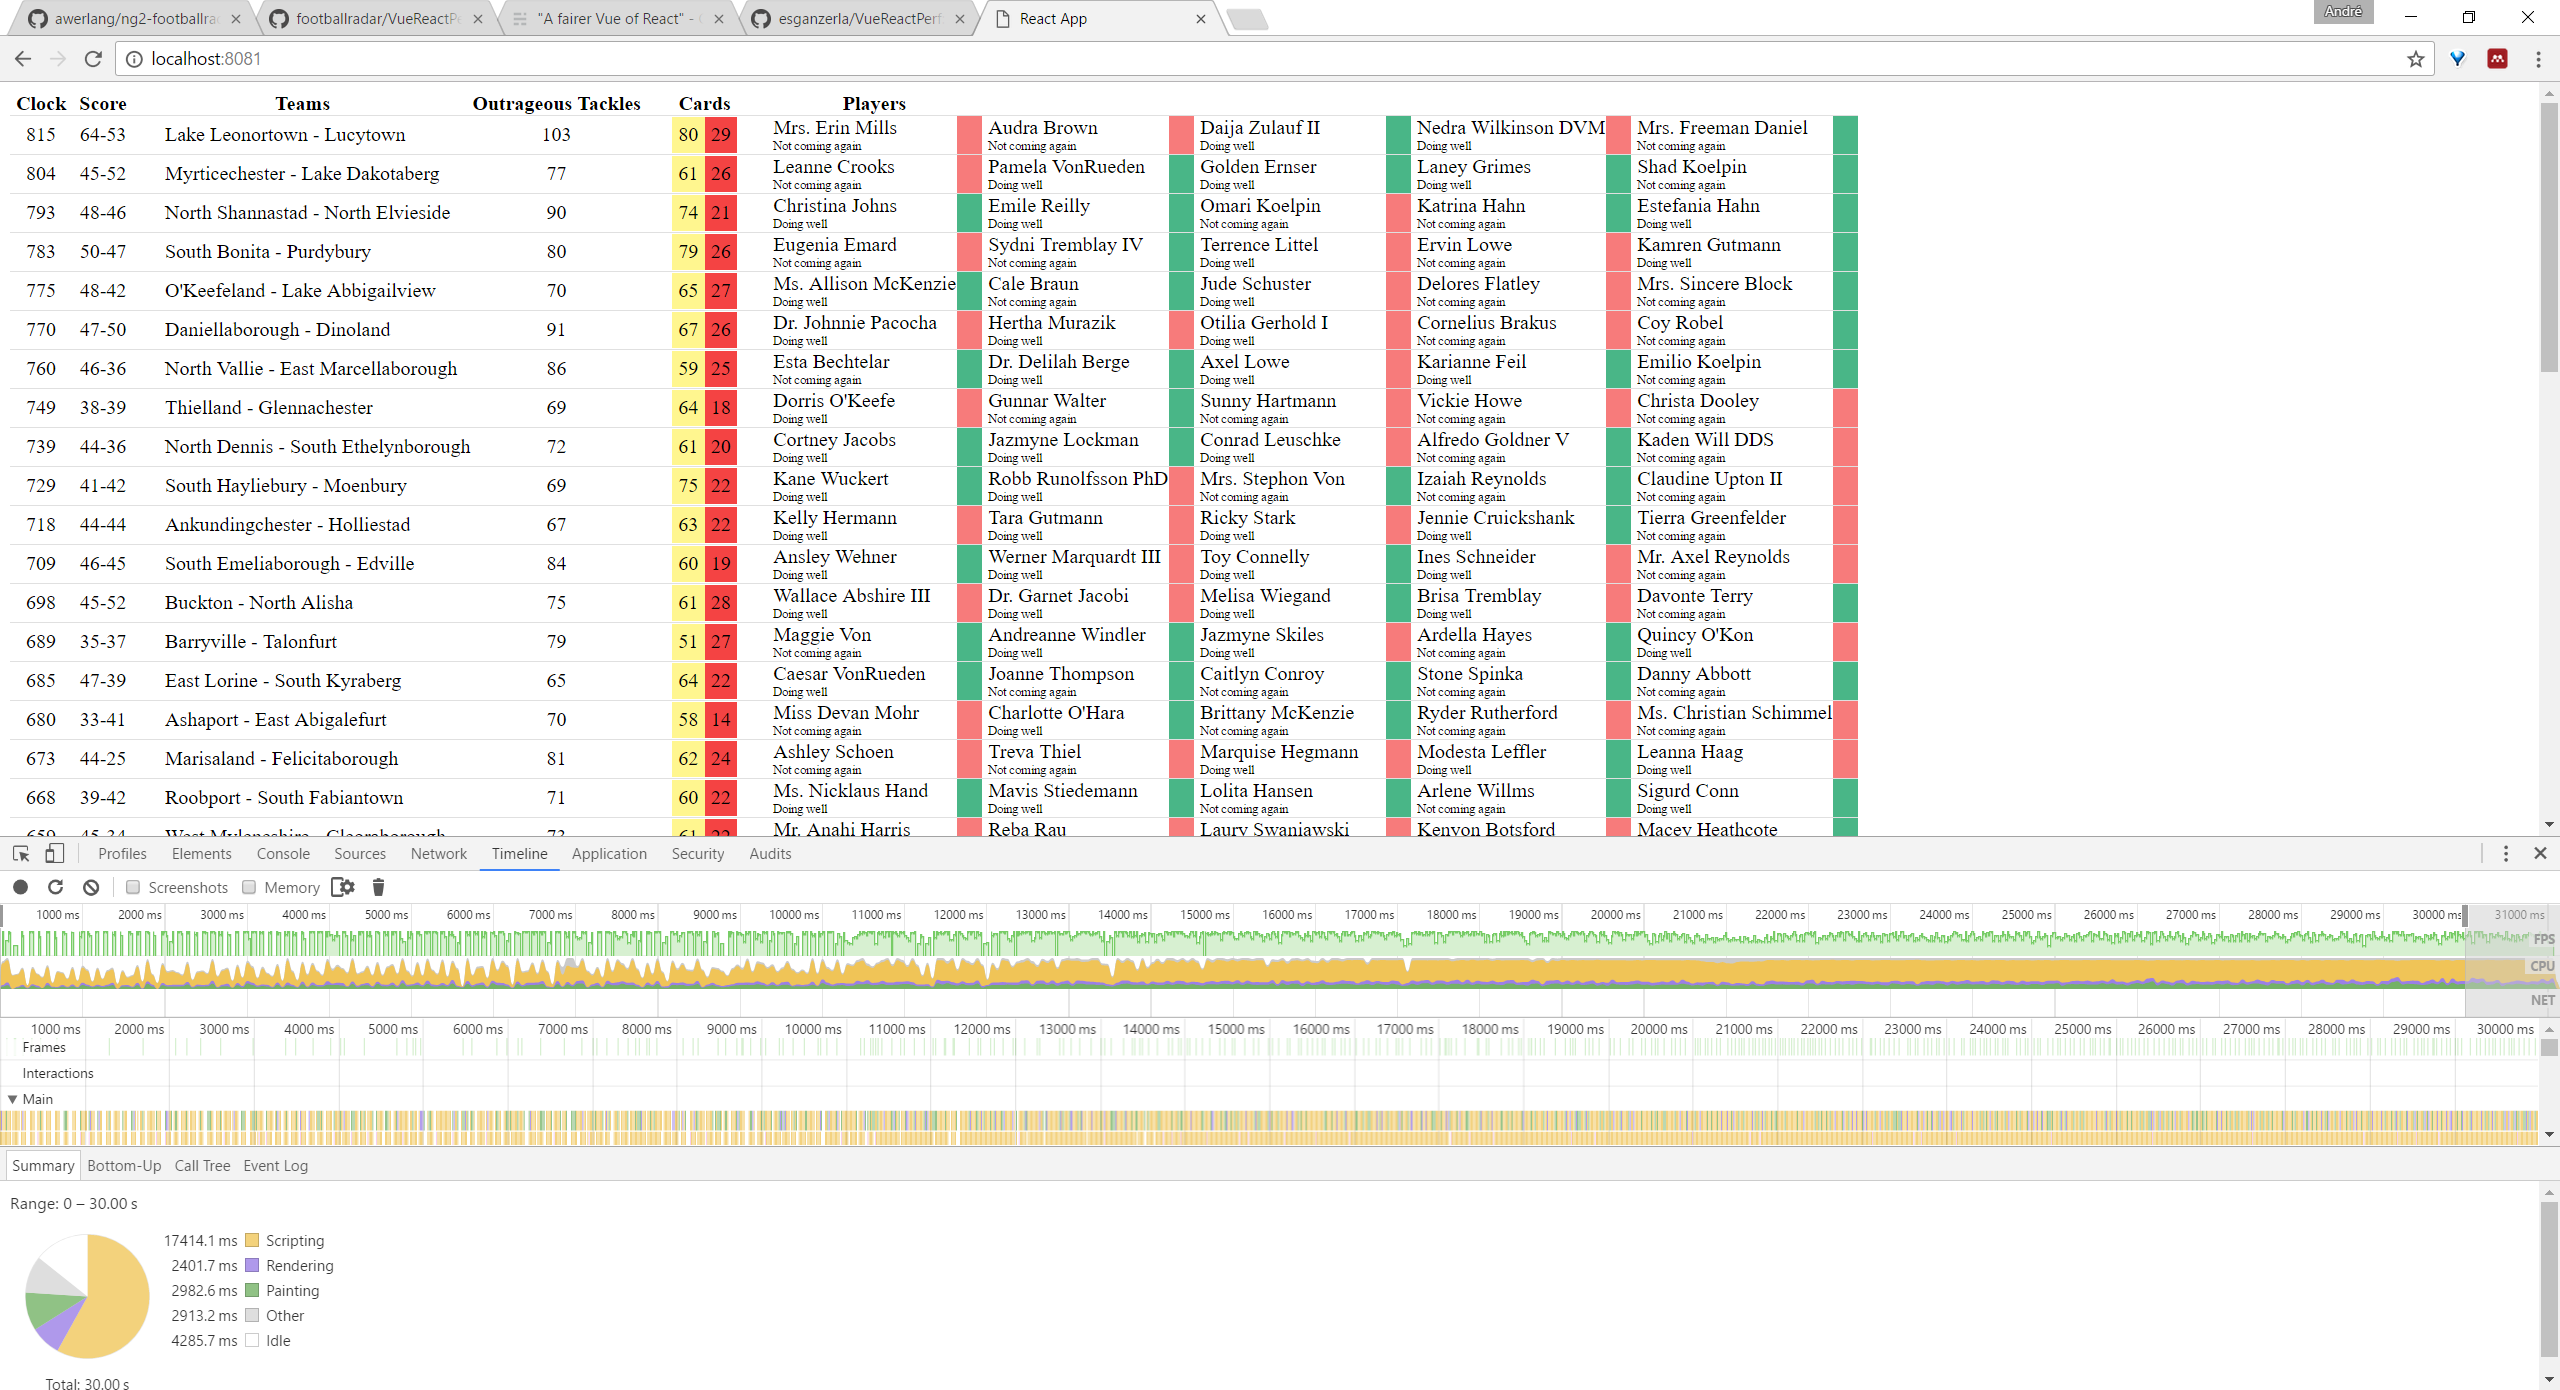 awerlang/ng2-footballra
footballradar/VueReactPe
"A fairer Vue of React" -
esganzerla/VueReactPerf
React App
André
localhost:8081
Clock Score Teams Outrageous Tackles Cards Players
815 64-53 Lake Leonortown - Lucytown 103 80 29 Mrs. Erin Mills Audra Brown Daija Zulauf II Nedra Wilkinson DVM Mrs. Freeman Daniel
Not coming again Not coming again Doing well Doing well Not coming again
804 45-52 Myrticechester - Lake Dakotaberg 77 61 26 Leanne Crooks Pamela VonRueden Golden Ernser Laney Grimes Shad Koelpin
Not coming again Doing well Doing well Doing well Not coming again
793 48-46 North Shannastad - North Elvieside 90 74 21 Christina Johns Emile Reilly Omari Koelpin Katrina Hahn Estefania Hahn
Doing well Doing well Not coming again Not coming again Doing well
783 50-47 South Bonita - Purdybury 80 79 26 Eugenia Emard Sydni Tremblay IV Terrence Littel Ervin Lowe Kamren Gutmann
Not coming again Not coming again Doing well Not coming again Doing well
775 48-42 O'Keefeland - Lake Abbigailview 70 65 27 Ms. Allison McKenzie Cale Braun Jude Schuster Delores Flatley Mrs. Sincere Block
Doing well Not coming again Doing well Not coming again Not coming again
770 47-50 Daniellaborough - Dinoland 91 67 26 Dr. Johnnie Pacocha Hertha Murazik Otilia Gerhold I Cornelius Brakus Coy Robel
Doing well Doing well Doing well Not coming again Not coming again
760 46-36 North Vallie - East Marcellaborough 86 59 25 Esta Bechtelar Dr. Delilah Berge Axel Lowe Karianne Feil Emilio Koelpin
Not coming again Doing well Doing well Doing well Not coming again
749 38-39 Thielland - Glennachester 69 64 18 Dorris O'Keefe Gunnar Walter Sunny Hartmann Vickie Howe Christa Dooley
Doing well Not coming again Not coming again Not coming again Not coming again
739 44-36 North Dennis - South Ethelynborough 72 61 20 Cortney Jacobs Jazmyne Lockman Conrad Leuschke Alfredo Goldner V Kaden Will DDS
Doing well Doing well Doing well Not coming again Not coming again
729 41-42 South Hayliebury - Moenbury 69 75 22 Kane Wuckert Robb Runolfsson PhD Mrs. Stephon Von Izaiah Reynolds Claudine Upton II
Doing well Doing well Not coming again Not coming again Not coming again
718 44-44 Ankundingchester - Holliestad 67 63 22 Kelly Hermann Tara Gutmann Ricky Stark Jennie Cruickshank Tierra Greenfelder
Doing well Doing well Doing well Doing well Not coming again
709 46-45 South Emeliaborough - Edville 84 60 19 Ansley Wehner Werner Marquardt III Toy Connelly Ines Schneider Mr. Axel Reynolds
Doing well Doing well Doing well Doing well Not coming again
698 45-52 Buckton - North Alisha 75 61 28 Wallace Abshire III Dr. Garnet Jacobi Melisa Wiegand Brisa Tremblay Davonte Terry
Doing well Not coming again Doing well Doing well Not coming again
689 35-37 Barryville - Talonfurt 79 51 27 Maggie Von Andreanne Windler Jazmyne Skiles Ardella Hayes Quincy O'Kon
Not coming again Doing well Doing well Not coming again Doing well
685 47-39 East Lorine - South Kyraberg 65 64 22 Caesar VonRueden Joanne Thompson Caitlyn Conroy Stone Spinka Danny Abbott
Doing well Not coming again Not coming again Not coming again Not coming again
680 33-41 Ashaport - East Abigalefurt 70 58 14 Miss Devan Mohr Charlotte O'Hara Brittany McKenzie Ryder Rutherford Ms. Christian Schimmel
Not coming again Doing well Not coming again Not coming again Not coming again
673 44-25 Marisaland - Felicitaborough 81 62 24 Ashley Schoen Treva Thiel Marquise Hegmann Modesta Leffler Leanna Haag
Not coming again Not coming again Doing well Doing well Doing well
668 39-42 Roobport - South Fabiantown 71 60 22 Ms. Nicklaus Hand Mavis Stiedemann Lolita Hansen Arlene Willms Sigurd Conn
Doing well Doing well Not coming again Not coming again Doing well
659 45-34 73 61 22 Mr. Anahi Harris Reba Rau Laury Swaniawski Kenyon Botsford Macey Heathcote
Profiles Elements Console Sources Network Timeline Application Security Audits
Screenshots Memory
1000 ms 2000 ms 3000 ms 4000 ms 5000 ms 6000 ms 7000 ms 8000 ms 9000 ms 10000 ms 11000 ms 12000 ms 13000 ms 14000 ms 15000 ms 16000 ms 17000 ms 18000 ms 19000 ms 20000 ms 21000 ms 22000 ms 23000 ms 24000 ms 25000 ms 26000 ms 27000 ms 28000 ms 29000 ms 30000 ms 31000 ms
FPS
CPU
NET
1000 ms 2000 ms 3000 ms 4000 ms 5000 ms 6000 ms 7000 ms 8000 ms 9000 ms 10000 ms 11000 ms 12000 ms 13000 ms 14000 ms 15000 ms 16000 ms 17000 ms 18000 ms 19000 ms 20000 ms 21000 ms 22000 ms 23000 ms 24000 ms 25000 ms 26000 ms 27000 ms 28000 ms 29000 ms 30000 ms
Frames
Interactions
Main
Summary Bottom-Up Call Tree Event Log
Range: 0 – 30.00 s
17414.1 ms Scripting
2401.7 ms Rendering
2982.6 ms Painting
2913.2 ms Other
4285.7 ms Idle
Total: 30.00 s